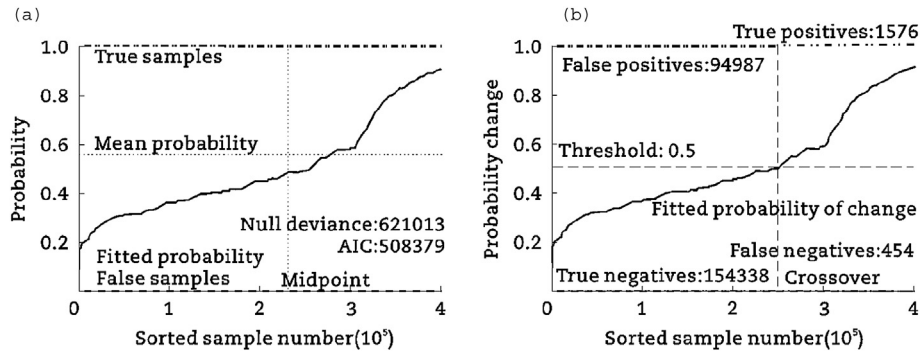 (a)
1.0
True samples
0.8
Mean probability
0.6
0.4
Null deviance:621013
AIC:508379
0.2
Fitted probability
False samples
Midpoint
0 1 2 3 4
Probability
Sorted sample number(10⁵)
(b)
True positives:1576
1.0
False positives:94987
0.8
0.6
Threshold: 0.5
0.4
Fitted probability of change
False negatives:454
0.2
True negatives:154338
Crossover
0 1 2 3 4
Probability change
Sorted sample number(10⁵)